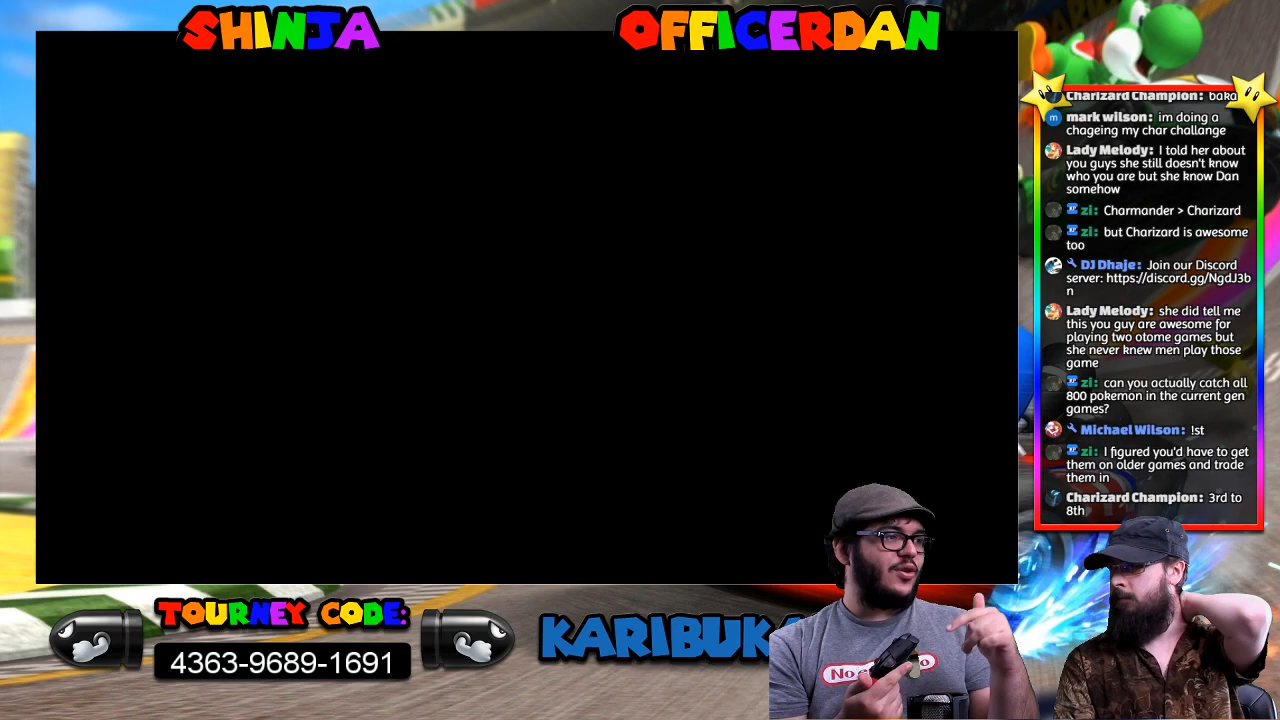 SHINJA
OFFICERDAN
Charizard Champion: baka
m mark wilson: im doing a
chageing my char challange
Lady Melody: I told her about
you guys she still doesn't know
who you are but she know Dan
somehow
zi: Charmander > Charizard
zi: but Charizard is awesome
too
DJ Dhaje: Join our Discord
server: https://discord.gg/NgdJ3b
n
Lady Melody: she did tell me
this you guy are awesome for
playing two otome games but
she never knew men play those
game
zi: can you actually catch all
800 pokemon in the current gen
games?
Michael Wilson: !st
zi: I figured you'd have to get
them on older games and trade
them in
Charizard Champion: 3rd to
8th
TOURNEY CODE:
4363-9689-1691
KARIBUKA
No